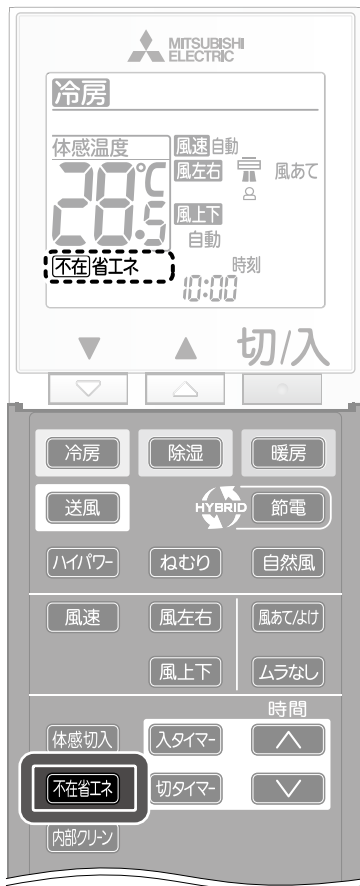 MITSUBISHI
ELECTRIC
冷房
体感温度
風速 自動
28.5℃
風左右 風あて
風上下
自動
不在省エネ
時刻
10:00
▼ ▲ 切/入
▽ △
冷房 除湿 暖房
送風 HYBRID 節電
ハイパワー ねむり 自然風
風速 風左右 風あて/よけ
風上下 ムラなし
時間
体感切入 入タイマー ∧
不在省エネ 切タイマー ∨
内部クリーン